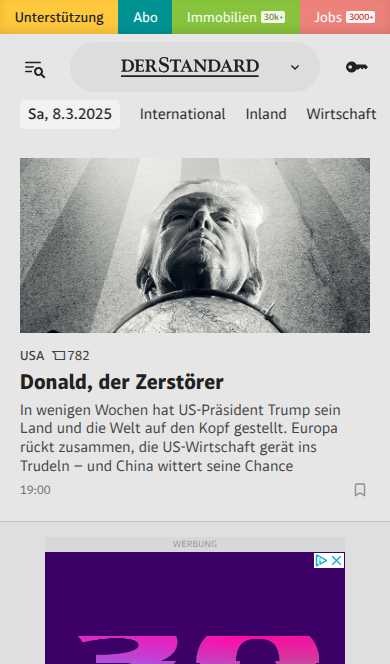 Unterstützung Abo Immobilien 30k+ Jobs 3000+
DERSTANDARD
Sa, 8.3.2025 International Inland Wirtschaft
USA 782
Donald, der Zerstörer
In wenigen Wochen hat US-Präsident Trump sein
Land und die Welt auf den Kopf gestellt. Europa
rückt zusammen, die US-Wirtschaft gerät ins
Trudeln – und China wittert seine Chance
19:00
WERBUNG